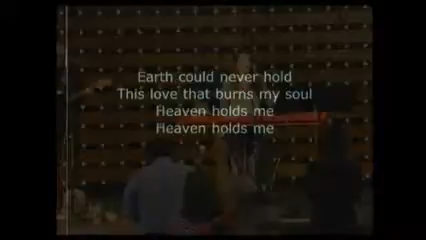 Earth could never hold
This love that burns my soul
Heaven holds me
Heaven holds me